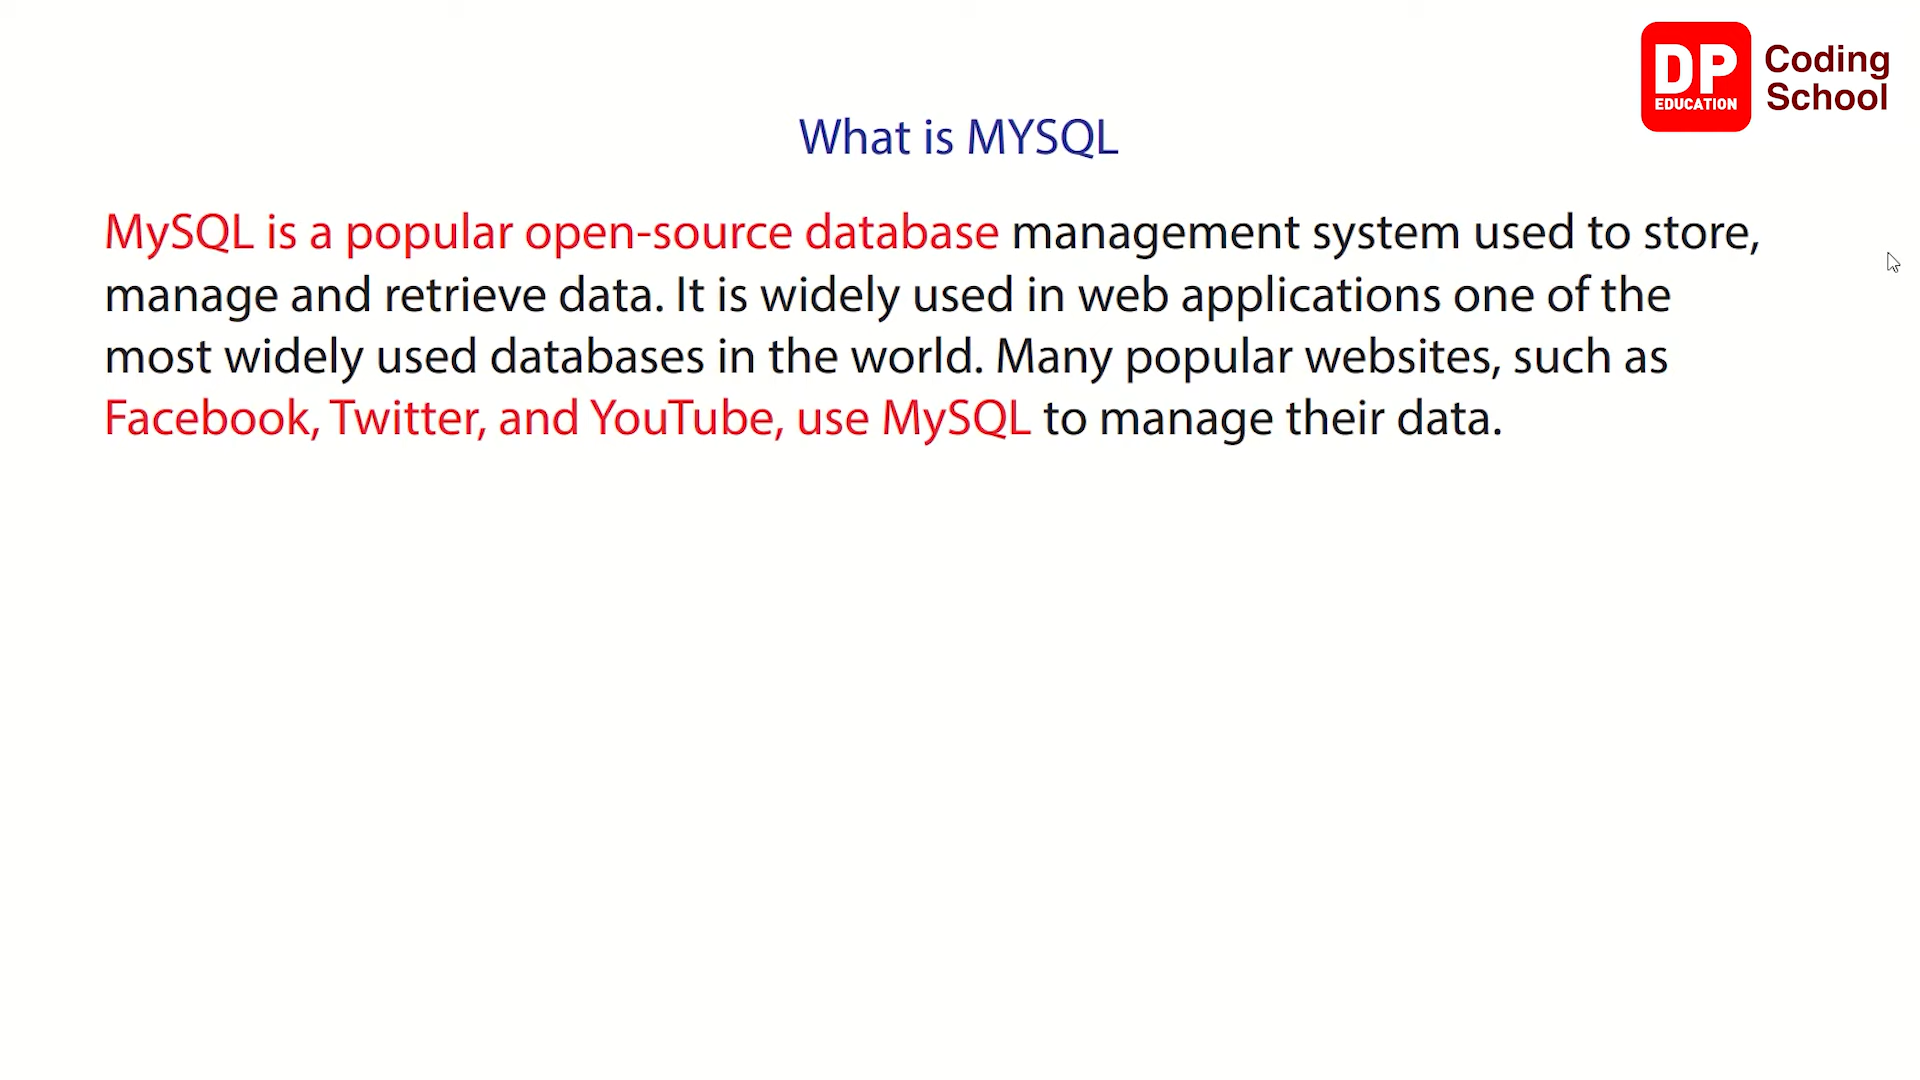 DP
EDUCATION
Coding
School
What is MYSQL
MySQL is a popular open-source database management system used to store,
manage and retrieve data. It is widely used in web applications one of the
most widely used databases in the world. Many popular websites, such as
Facebook, Twitter, and YouTube, use MySQL to manage their data.